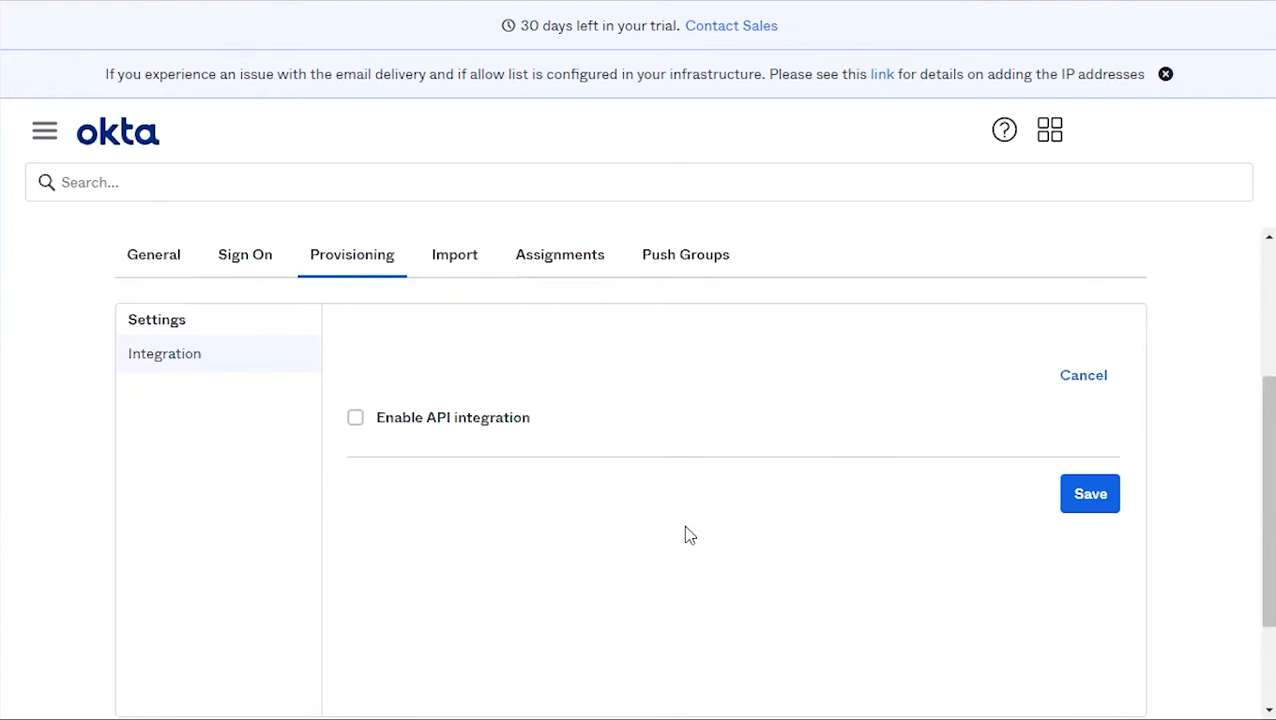 30 days left in your trial. Contact Sales
If you experience an issue with the email delivery and if allow list is configured in your infrastructure. Please see this link for details on adding the IP addresses
okta
Search...
General Sign On Provisioning Import Assignments Push Groups
Settings
Integration
Cancel
Enable API integration
Save